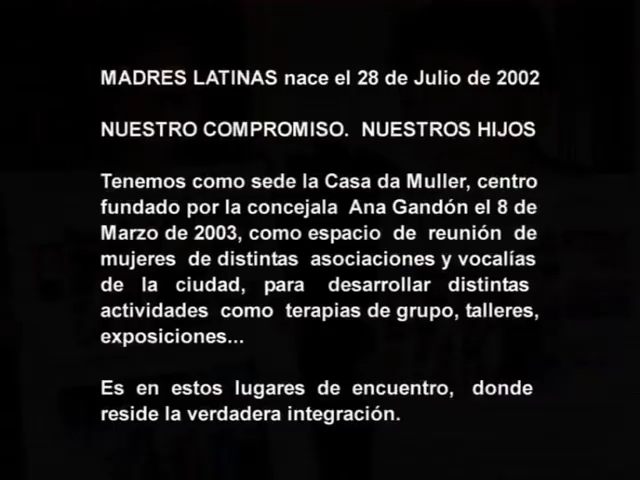 MADRES LATINAS nace el 28 de Julio de 2002
NUESTRO COMPROMISO. NUESTROS HIJOS
Tenemos como sede la Casa da Muller, centro
fundado por la concejala Ana Gandón el 8 de
Marzo de 2003, como espacio de reunión de
mujeres de distintas asociaciones y vocalías
de la ciudad, para desarrollar distintas
actividades como terapias de grupo, talleres,
exposiciones...
Es en estos lugares de encuentro, donde
reside la verdadera integración.